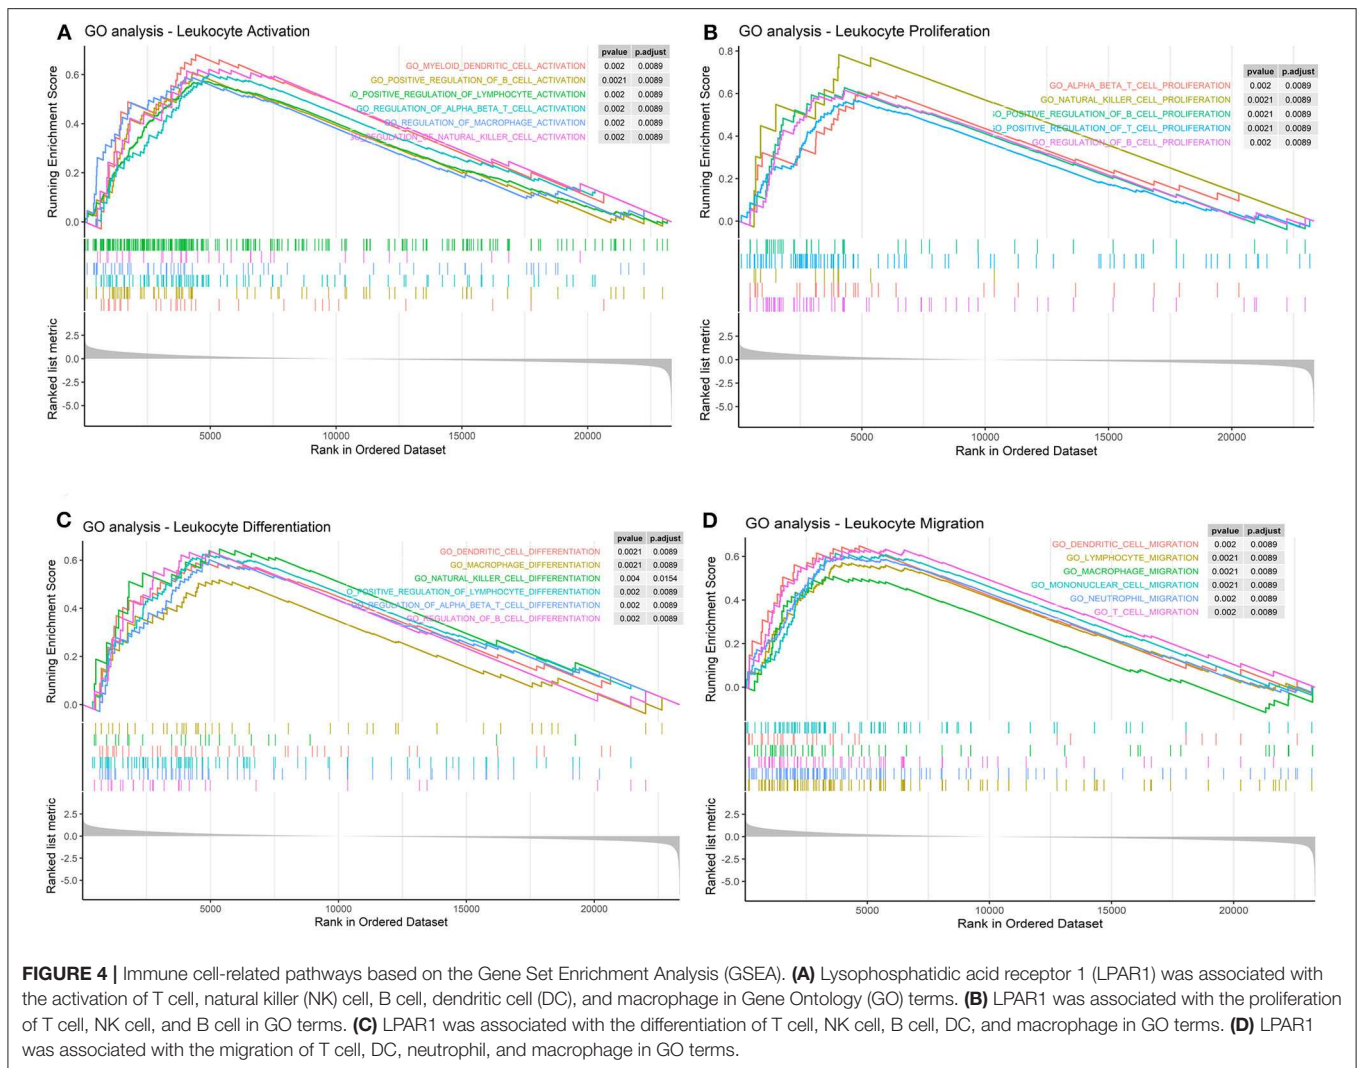 A GO analysis - Leukocyte Activation
pvalue p.adjust
GO_MYELOID_DENDRITIC_CELL_ACTIVATION 0.002 0.0089
GO_POSITIVE_REGULATION_OF_B_CELL_ACTIVATION 0.0021 0.0089
GO_POSITIVE_REGULATION_OF_LYMPHOCYTE_ACTIVATION 0.002 0.0089
GO_REGULATION_OF_ALPHA_BETA_T_CELL_ACTIVATION 0.002 0.0089
GO_REGULATION_OF_MACROPHAGE_ACTIVATION 0.002 0.0089
REGULATION_OF_NATURAL_KILLER_CELL_ACTIVATION 0.002 0.0089
Running Enrichment Score
0.6
0.4
0.2
0.0
Ranked list metric
2.5
0.0
-2.5
-5.0
5000 10000 15000 20000
Rank in Ordered Dataset
B GO analysis - Leukocyte Proliferation
pvalue p.adjust
GO_ALPHA_BETA_T_CELL_PROLIFERATION 0.002 0.0089
GO_NATURAL_KILLER_CELL_PROLIFERATION 0.0021 0.0089
GO_POSITIVE_REGULATION_OF_B_CELL_PROLIFERATION 0.0021 0.0089
GO_POSITIVE_REGULATION_OF_T_CELL_PROLIFERATION 0.0021 0.0089
GO_REGULATION_OF_B_CELL_PROLIFERATION 0.002 0.0089
Running Enrichment Score
0.8
0.6
0.4
0.2
0.0
Ranked list metric
2.5
0.0
-2.5
-5.0
5000 10000 15000 20000
Rank in Ordered Dataset
C GO analysis - Leukocyte Differentiation
pvalue p.adjust
GO_DENDRITIC_CELL_DIFFERENTIATION 0.0021 0.0089
GO_MACROPHAGE_DIFFERENTIATION 0.0021 0.0089
GO_NATURAL_KILLER_CELL_DIFFERENTIATION 0.004 0.0154
O_POSITIVE_REGULATION_OF_LYMPHOCYTE_DIFFERENTIATION 0.002 0.0089
GO_REGULATION_OF_ALPHA_BETA_T_CELL_DIFFERENTIATION 0.002 0.0089
GO_REGULATION_OF_B_CELL_DIFFERENTIATION 0.002 0.0089
Running Enrichment Score
0.6
0.4
0.2
0.0
Ranked list metric
2.5
0.0
-2.5
-5.0
5000 10000 15000 20000
Rank in Ordered Dataset
D GO analysis - Leukocyte Migration
pvalue p.adjust
GO_DENDRITIC_CELL_MIGRATION 0.002 0.0089
GO_LYMPHOCYTE_MIGRATION 0.0021 0.0089
GO_MACROPHAGE_MIGRATION 0.0021 0.0089
GO_MONONUCLEAR_CELL_MIGRATION 0.0021 0.0089
GO_NEUTROPHIL_MIGRATION 0.002 0.0089
GO_T_CELL_MIGRATION 0.002 0.0089
Running Enrichment Score
0.6
0.4
0.2
0.0
Ranked list metric
2.5
0.0
-2.5
-5.0
5000 10000 15000 20000
Rank in Ordered Dataset
FIGURE 4 | Immune cell-related pathways based on the Gene Set Enrichment Analysis (GSEA). (A) Lysophosphatidic acid receptor 1 (LPAR1) was associated with
the activation of T cell, natural killer (NK) cell, B cell, dendritic cell (DC), and macrophage in Gene Ontology (GO) terms. (B) LPAR1 was associated with the proliferation
of T cell, NK cell, and B cell in GO terms. (C) LPAR1 was associated with the differentiation of T cell, NK cell, B cell, DC, and macrophage in GO terms. (D) LPAR1
was associated with the migration of T cell, DC, neutrophil, and macrophage in GO terms.